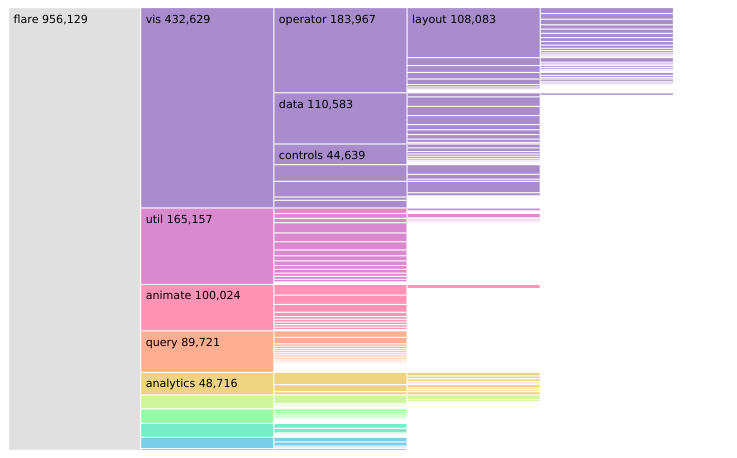 flare 956,129
vis 432,629
operator 183,967
layout 108,083
data 110,583
controls 44,639
util 165,157
animate 100,024
query 89,721
analytics 48,716